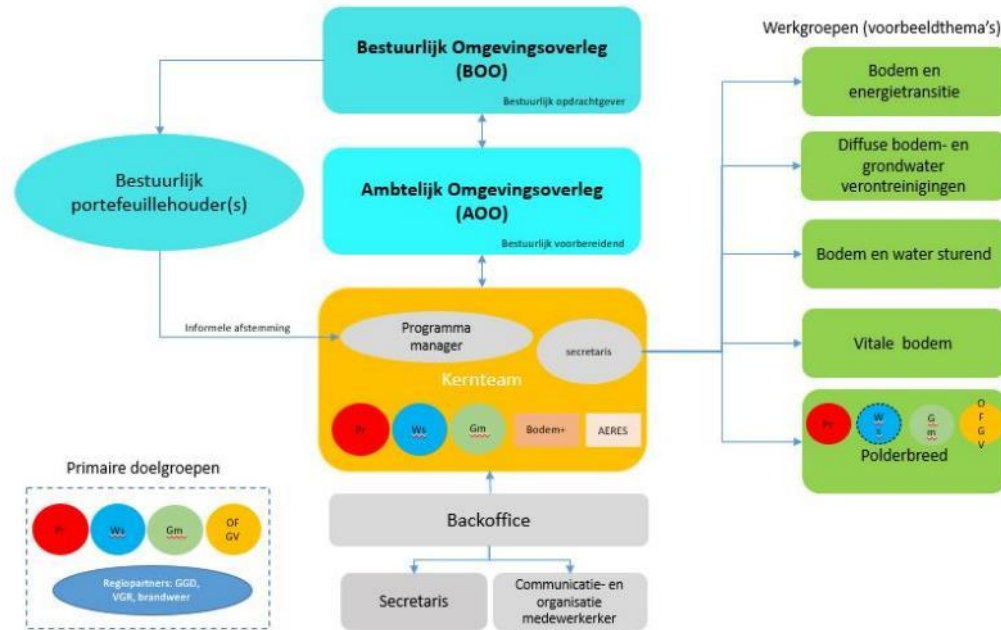 Bestuurlijk Omgevingsoverleg
(BOO)
Bestuurlijk opdrachtgever
Bestuurlijk
portefeuillehouder(s)
Ambtelijk Omgevingsoverleg
(AOO)
Bestuurlijk voorbereidend
Informele afstemming
Programma
manager
secretaris
Kernteam
Pr
Ws
Gm
Bodem+
AERES
Backoffice
Secretaris
Communicatie- en
organisatie
medewerkerker
Primaire doelgroepen
Pr
Ws
Gm
OF
GV
Regiopartners: GGD,
VGR, brandweer
Werkgroepen (voorbeeldthema's)
Bodem en
energietransitie
Diffuse bodem- en
grondwater
verontreinigingen
Bodem en water sturend
Vitale bodem
Pr
W
s
G
m
O
F
G
V
Polderbreed